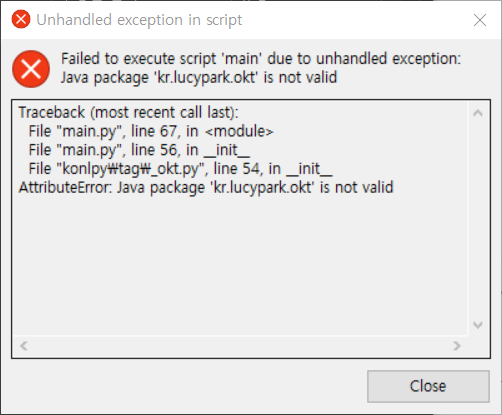 Unhandled exception in script
Failed to execute script 'main' due to unhandled exception:
Java package 'kr.lucypark.okt' is not valid
Traceback (most recent call last):
  File "main.py", line 67, in <module>
  File "main.py", line 56, in __init__
  File "konlpy₩tag₩_okt.py", line 54, in __init__
AttributeError: Java package 'kr.lucypark.okt' is not valid
Close